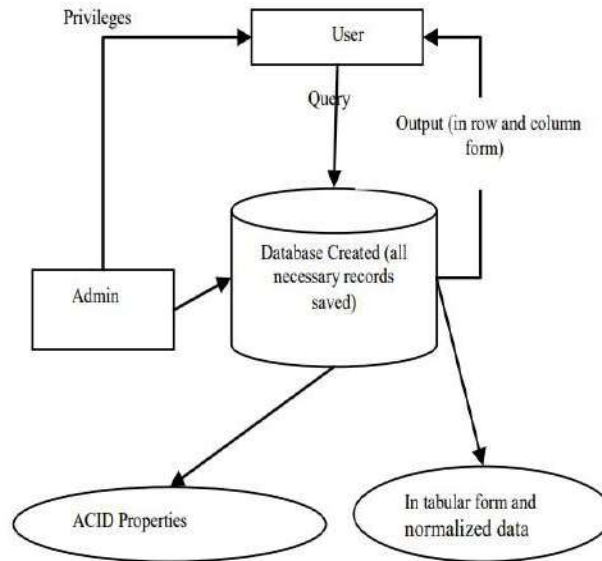 Privileges
User
Query
Output (in row and column
form)
Database Created (all
necessary records
saved)
Admin
ACID Properties
In tabular form and
normalized data